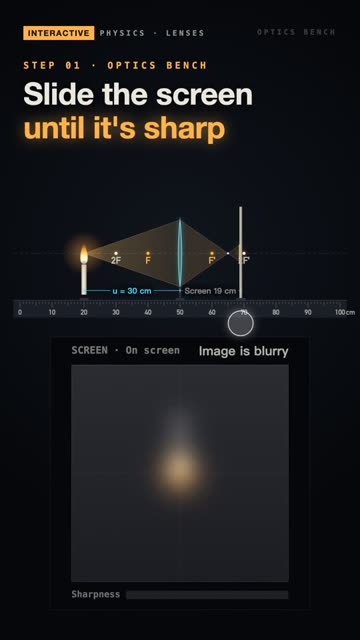 INTERACTIVE PHYSICS · LENSES
OPTICS BENCH
STEP 01 · OPTICS BENCH
Slide the screen
until it's sharp
2F F F' 2F'
u = 30 cm Screen 19 cm
0 10 20 30 40 50 60 70 80 90 100 cm
SCREEN · On screen Image is blurry
Sharpness